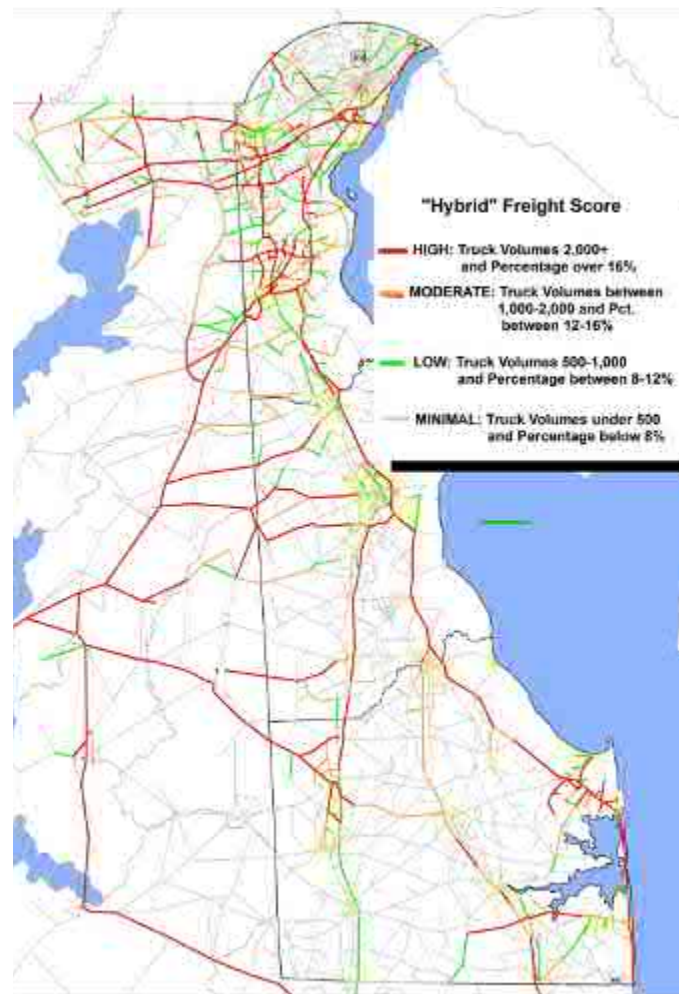 "Hybrid" Freight Score
HIGH: Truck Volumes 2,000+
and Percentage over 16%
MODERATE: Truck Volumes between
1,000-2,000 and Pct.
between 12-16%
LOW: Truck Volumes 500-1,000
and Percentage between 8-12%
MINIMAL: Truck Volumes under 500
and Percentage below 8%